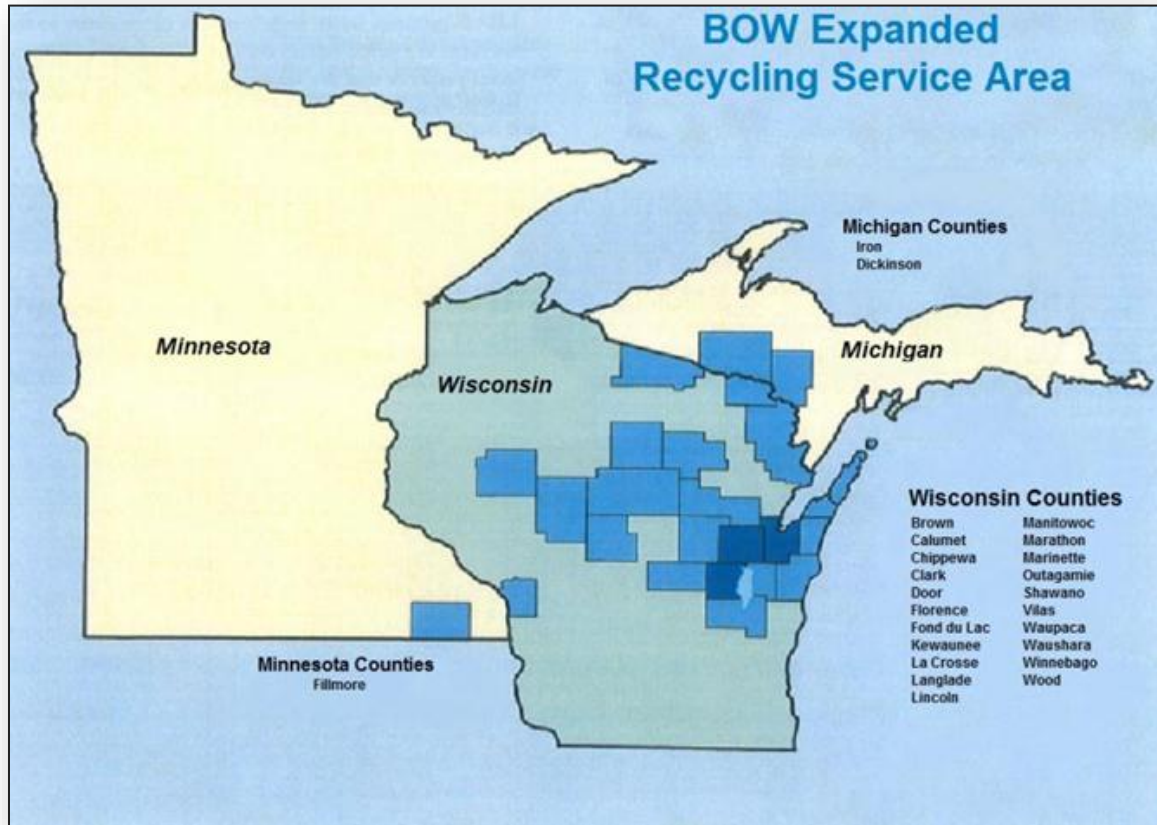 BOW Expanded
Recycling Service Area
Michigan Counties
Iron
Dickinson
Minnesota
Wisconsin
Michigan
Wisconsin Counties
Brown Manitowoc
Calumet Marathon
Chippewa Marinette
Clark Outagamie
Door Shawano
Florence Vilas
Fond du Lac Waupaca
Kewaunee Waushara
La Crosse Winnebago
Langlade Wood
Lincoln
Minnesota Counties
Fillmore